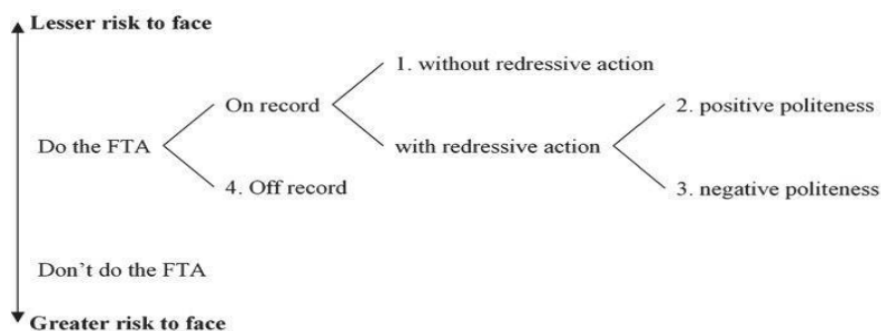 Lesser risk to face
1. without redressive action
On record
2. positive politeness
Do the FTA
with redressive action
4. Off record
3. negative politeness
Don't do the FTA
Greater risk to face